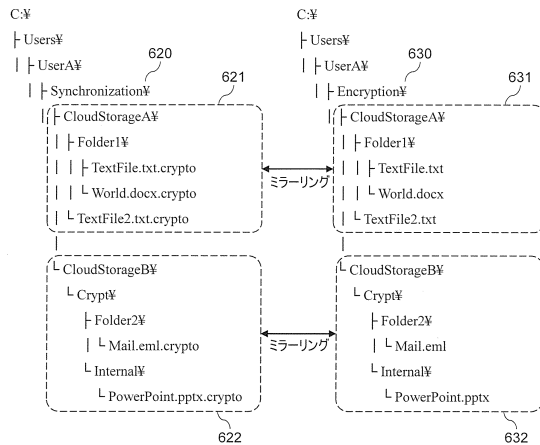 C:¥
├ Users¥
│ ├ UserA¥
│ │ ├ Synchronization¥
620
621
│ │ │ ├ CloudStorageA¥
│ │ │ │ ├ Folder1¥
│ │ │ │ │ ├ TextFile.txt.crypto
│ │ │ │ │ └ World.docx.crypto
│ │ │ │ └ TextFile2.txt.crypto
│ │ │ │
│ │ │ └ CloudStorageB¥
└ Crypt¥
├ Folder2¥
│ └ Mail.eml.crypto
└ Internal¥
└ PowerPoint.pptx.crypto
622
ミラーリング
ミラーリング
C:¥
├ Users¥
│ ├ UserA¥
│ │ ├ Encryption¥
630
631
│ │ │ ├ CloudStorageA¥
│ │ │ │ ├ Folder1¥
│ │ │ │ │ ├ TextFile.txt
│ │ │ │ │ └ World.docx
│ │ │ │ └ TextFile2.txt
│ │ │ │
│ │ │ └ CloudStorageB¥
└ Crypt¥
├ Folder2¥
│ └ Mail.eml
└ Internal¥
└ PowerPoint.pptx
632